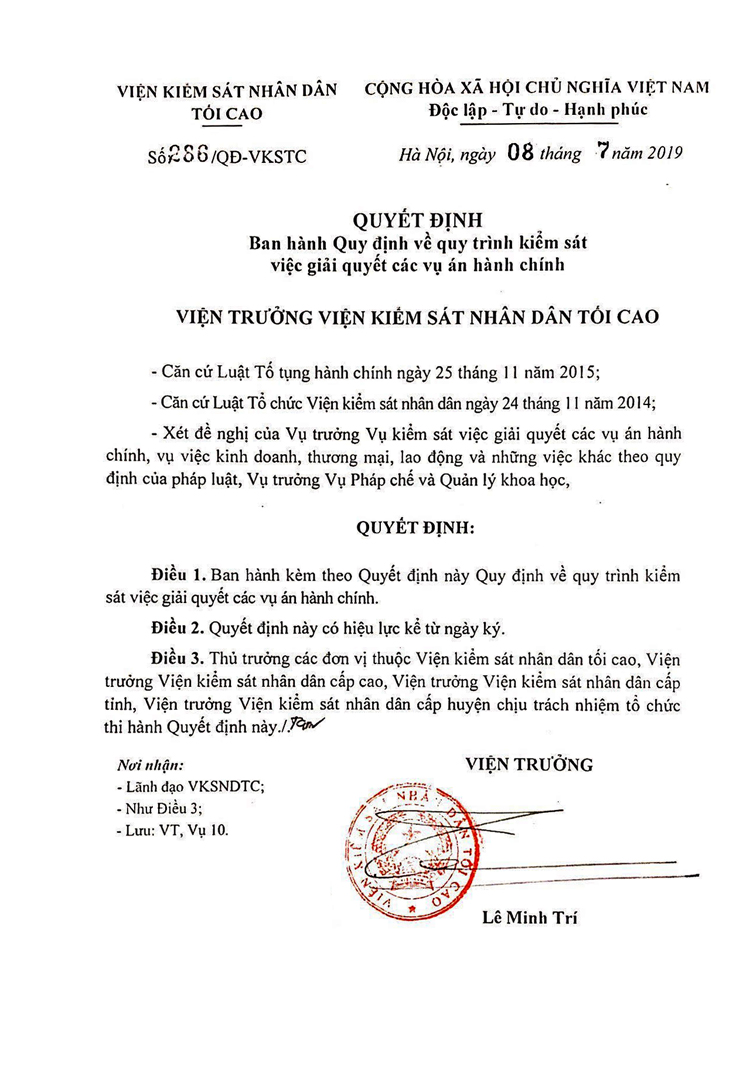 VIỆN KIỂM SÁT NHÂN DÂN
TỐI CAO
CỘNG HÒA XÃ HỘI CHỦ NGHĨA VIỆT NAM
Độc lập - Tự do - Hạnh phúc
Số 286/QĐ-VKSTC
Hà Nội, ngày 08 tháng 7 năm 2019
QUYẾT ĐỊNH
Ban hành Quy định về quy trình kiểm sát
việc giải quyết các vụ án hành chính
VIỆN TRƯỞNG VIỆN KIỂM SÁT NHÂN DÂN TỐI CAO
- Căn cứ Luật Tố tụng hành chính ngày 25 tháng 11 năm 2015;
- Căn cứ Luật Tổ chức Viện kiểm sát nhân dân ngày 24 tháng 11 năm 2014;
- Xét đề nghị của Vụ trưởng Vụ kiểm sát việc giải quyết các vụ án hành
chính, vụ việc kinh doanh, thương mại, lao động và những việc khác theo quy
định của pháp luật, Vụ trưởng Vụ Pháp chế và Quản lý khoa học,
QUYẾT ĐỊNH:
Điều 1. Ban hành kèm theo Quyết định này Quy định về quy trình kiểm
sát việc giải quyết các vụ án hành chính.
Điều 2. Quyết định này có hiệu lực kể từ ngày ký.
Điều 3. Thủ trưởng các đơn vị thuộc Viện kiểm sát nhân dân tối cao, Viện
trưởng Viện kiểm sát nhân dân cấp cao, Viện trưởng Viện kiểm sát nhân dân cấp
tỉnh, Viện trưởng Viện kiểm sát nhân dân cấp huyện chịu trách nhiệm tổ chức
thi hành Quyết định này./.
Nơi nhận:
- Lãnh đạo VKSNDTC;
- Như Điều 3;
- Lưu: VT, Vụ 10.
VIỆN TRƯỞNG
VIỆN KIỂM SÁT NHÂN DÂN TỐI CAO
Lê Minh Trí